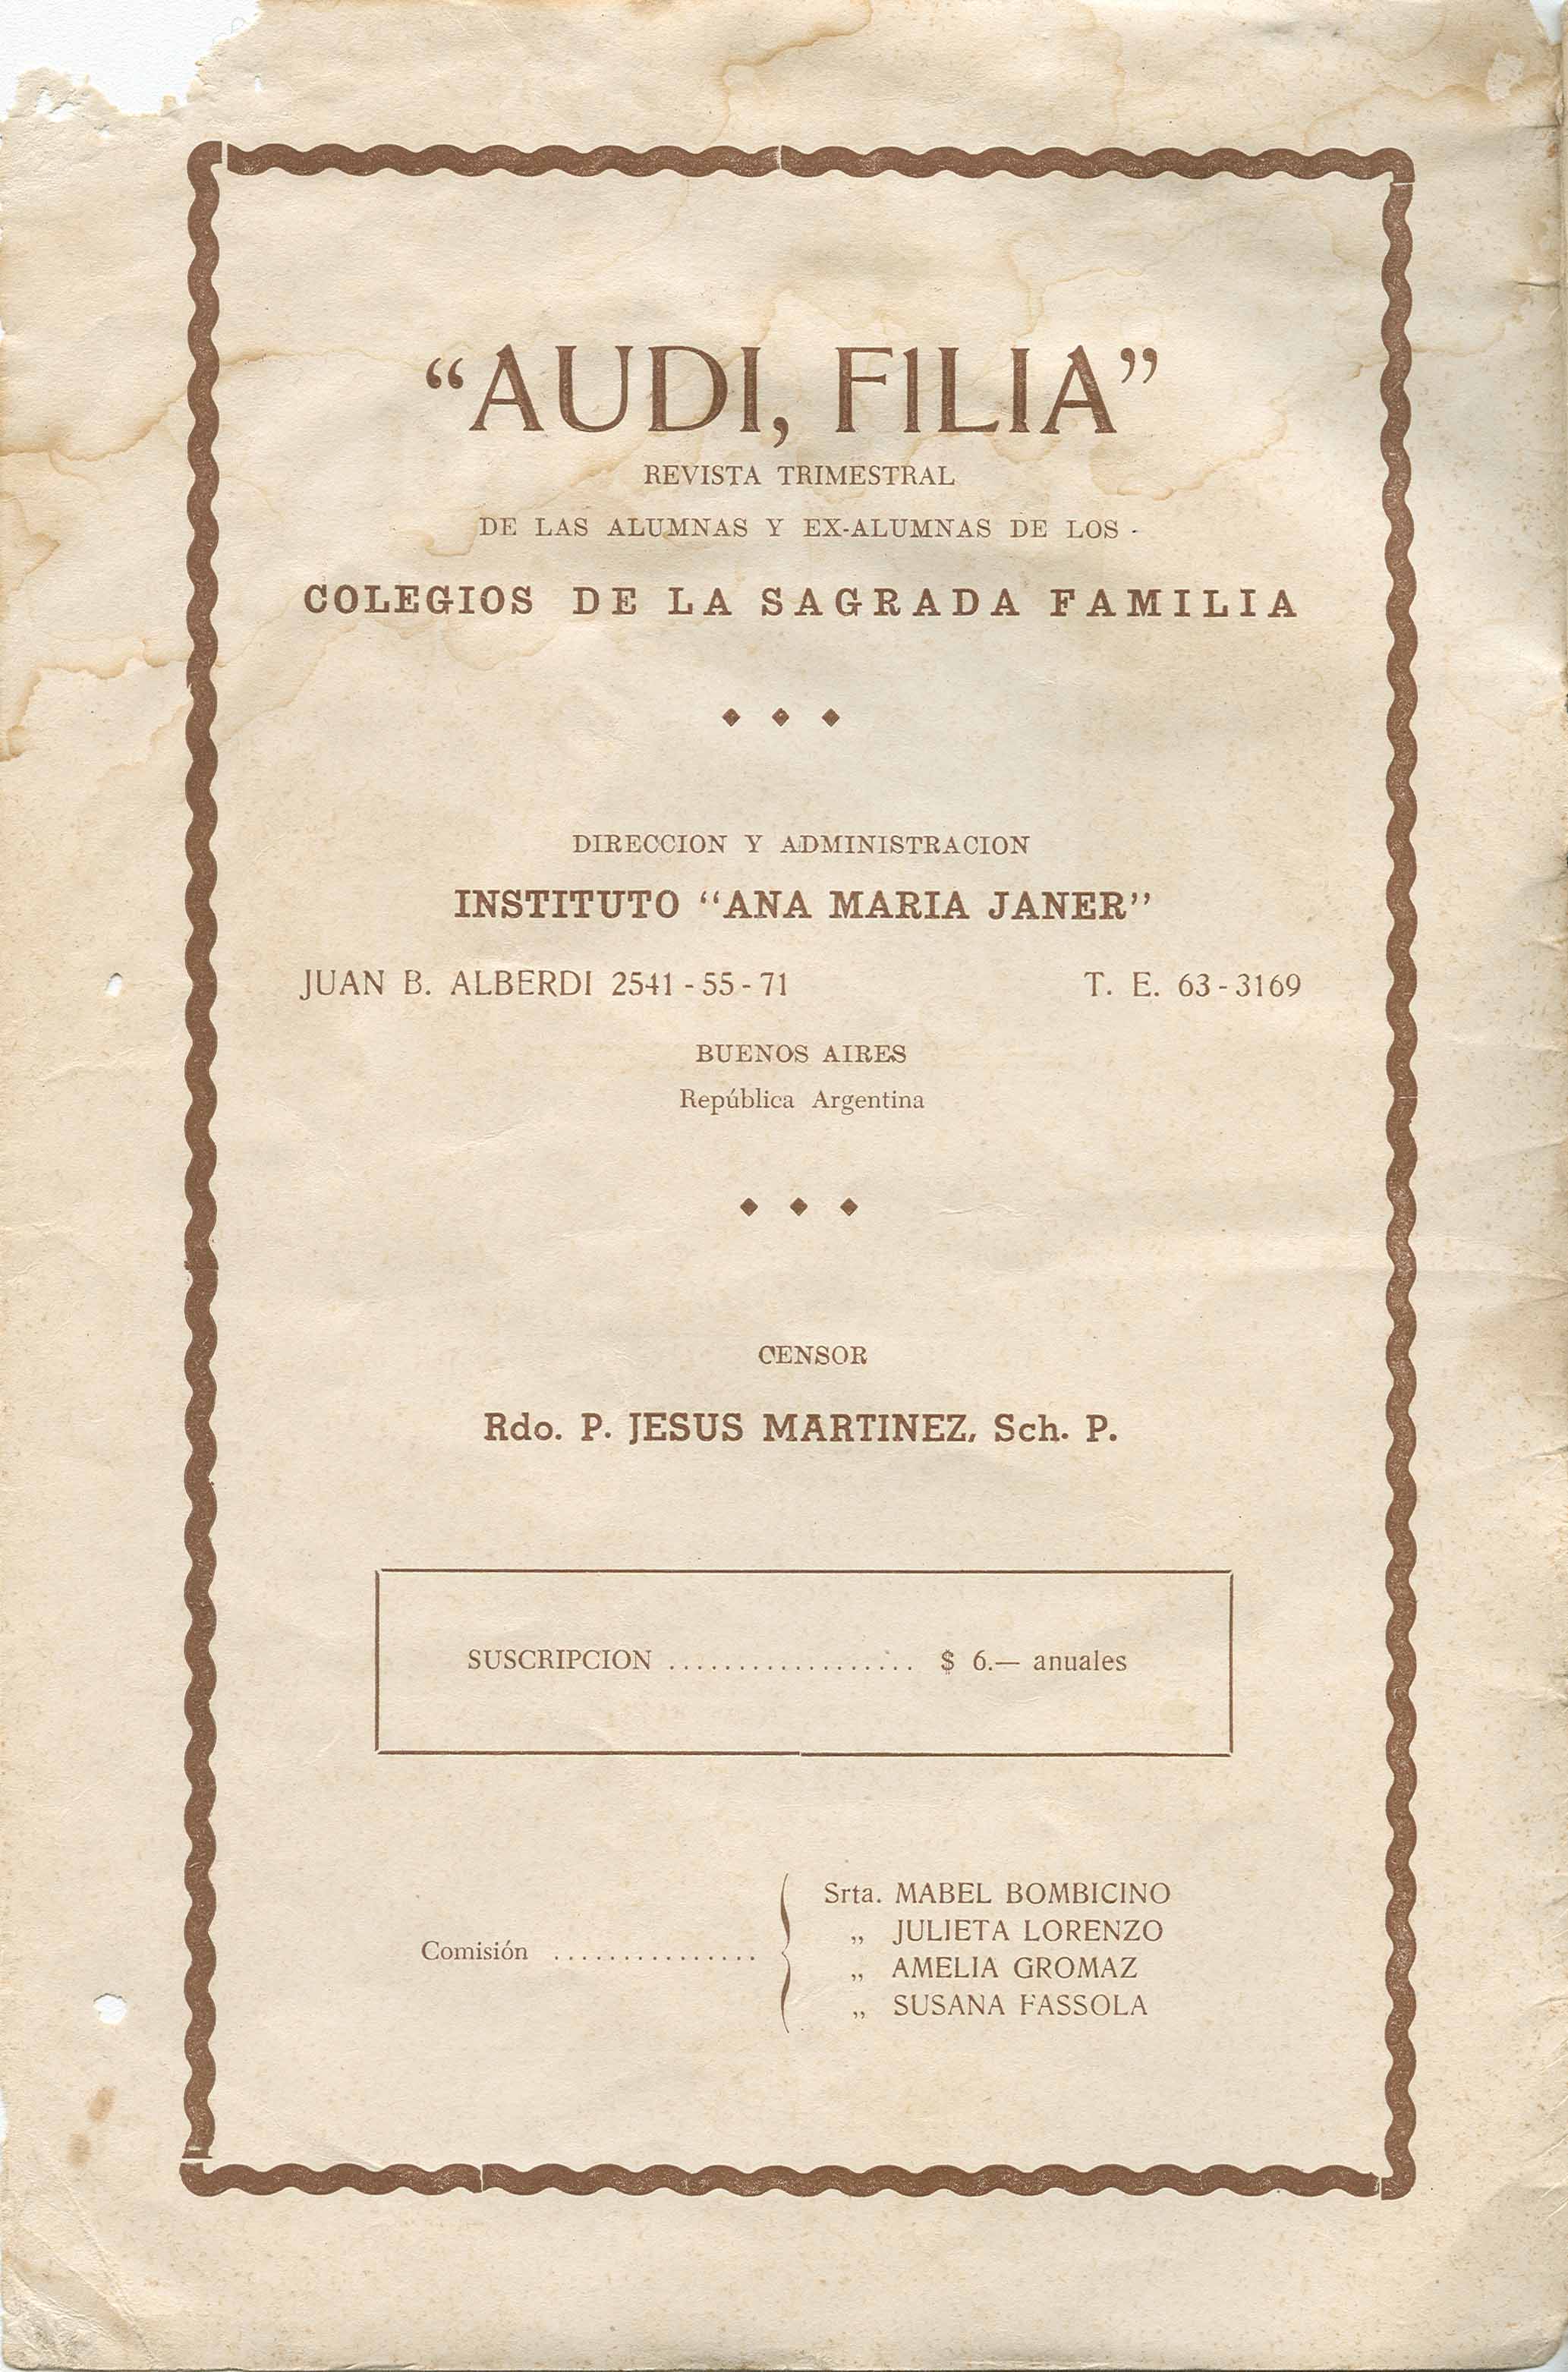 “AUDI, FILIA”
REVISTA TRIMESTRAL
DE LAS ALUMNAS Y EX-ALUMNAS DE LOS -
COLEGIOS DE LA SAGRADA FAMILIA
DIRECCION Y ADMINISTRACION
INSTITUTO “ANA MARIA JANER”
JUAN B. ALBERDI 2541 - 55 - 71 T. E. 63 - 3169
BUENOS AIRES
República Argentina
CENSOR
Rdo. P. JESUS MARTINEZ, Sch. P.
SUSCRIPCION .................. $ 6.— anuales
Comisión ...............
Srta. MABEL BOMBICINO
„ JULIETA LORENZO
„ AMELIA GROMAZ
„ SUSANA FASSOLA